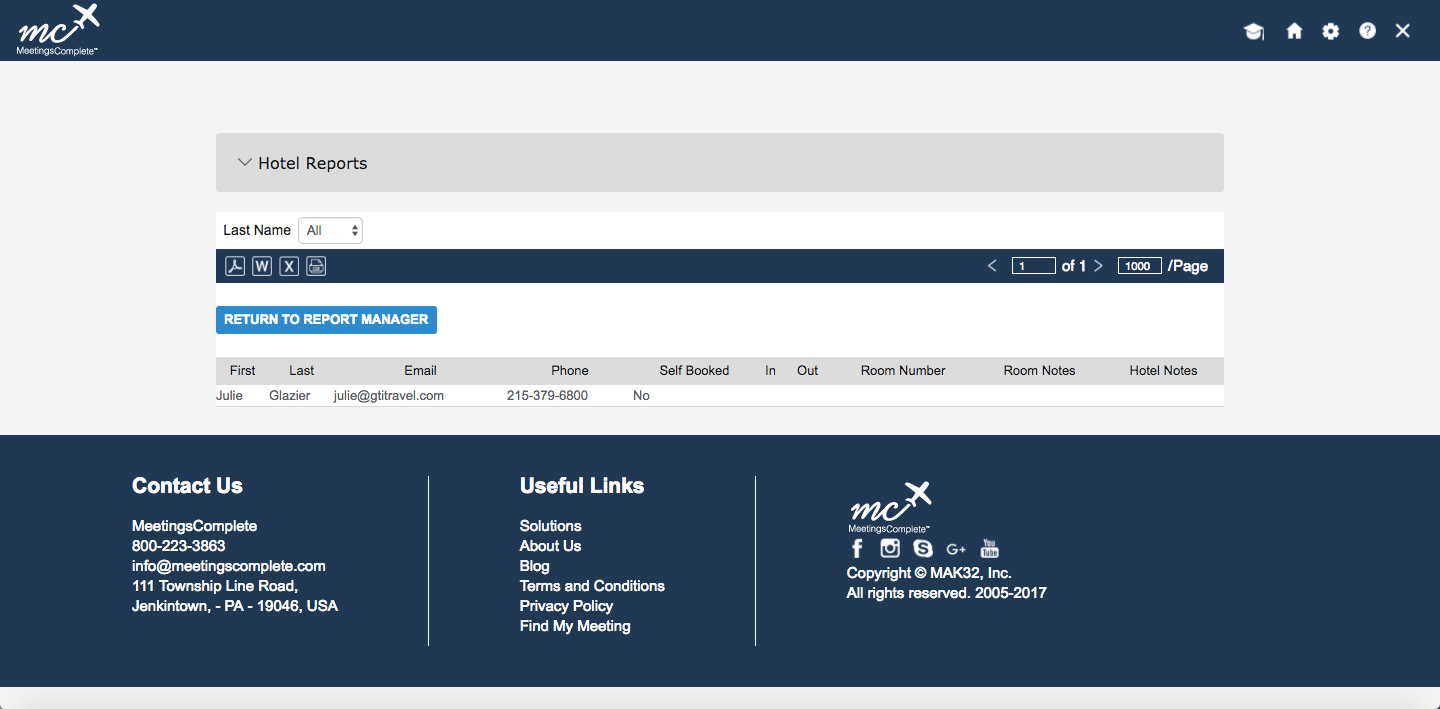 mc
MeetingsComplete™
Hotel Reports
Last Name All
W X
1 of 1 1000 /Page
RETURN TO REPORT MANAGER
First Last Email Phone Self Booked In Out Room Number Room Notes Hotel Notes
Julie Glazier julie@gtitravel.com 215-379-6800 No
Contact Us
MeetingsComplete
800-223-3863
info@meetingscomplete.com
111 Township Line Road,
Jenkintown, - PA - 19046, USA
Useful Links
Solutions
About Us
Blog
Terms and Conditions
Privacy Policy
Find My Meeting
mc
MeetingsComplete™
f S G+ You Tube
Copyright © MAK32, Inc.
All rights reserved. 2005-2017